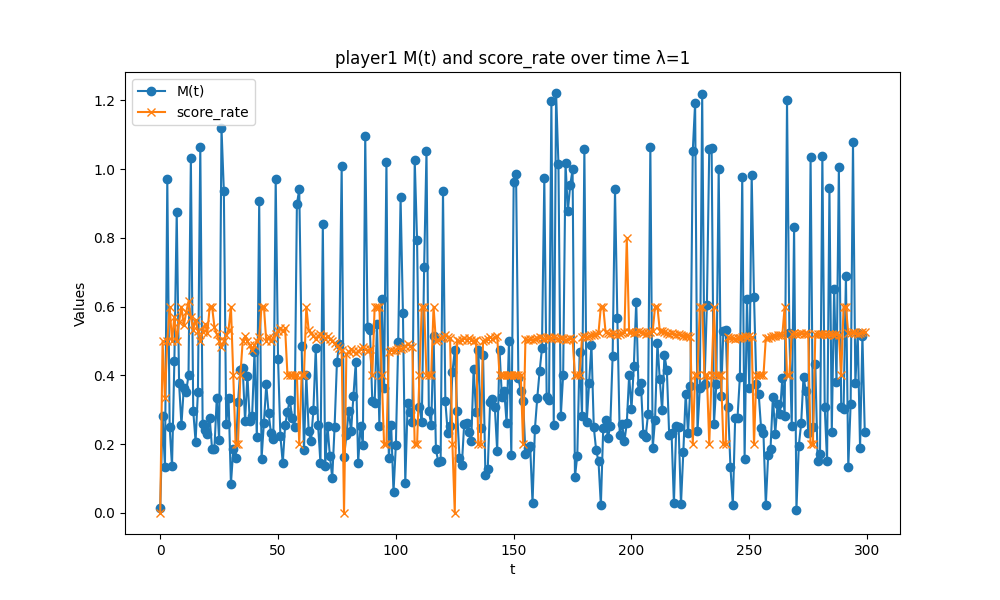 player1 M(t) and score_rate over time λ=1
M(t)
score_rate
Values
1.2
1.0
0.8
0.6
0.4
0.2
0.0
0 50 100 150 200 250 300
t